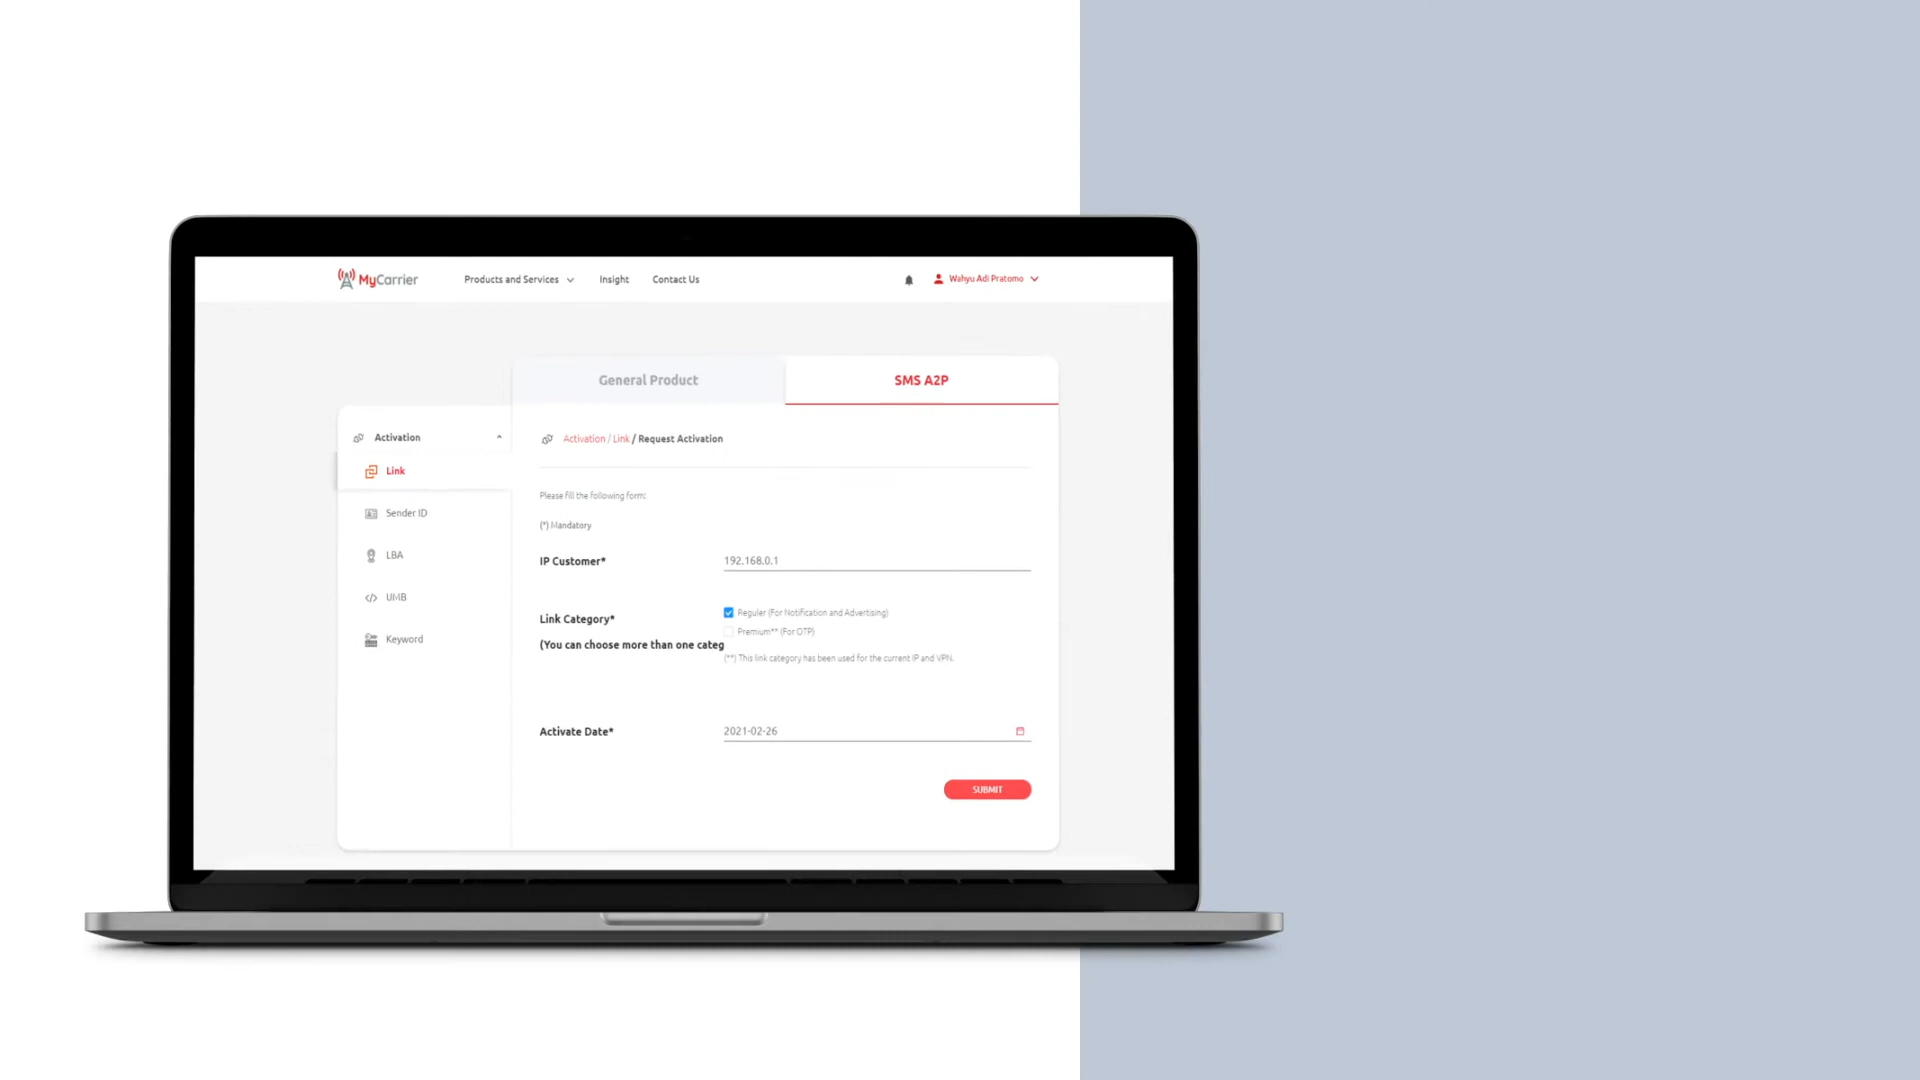 MyCarrier
Products and Services
Insight
Contact Us
Wahyu Adi Pratomo
General Product
SMS A2P
Activation
Link
Sender ID
LBA
UMB
Keyword
Activation / Link / Request Activation
Please fill the following form:
(*) Mandatory
IP Customer*
192.168.0.1
Link Category*
(You can choose more than one categ
Reguler (For Notification and Advertising)
Premium** (For OTP)
(**) This link category has been used for the current IP and VPN.
Activate Date*
2021-02-26
SUBMIT